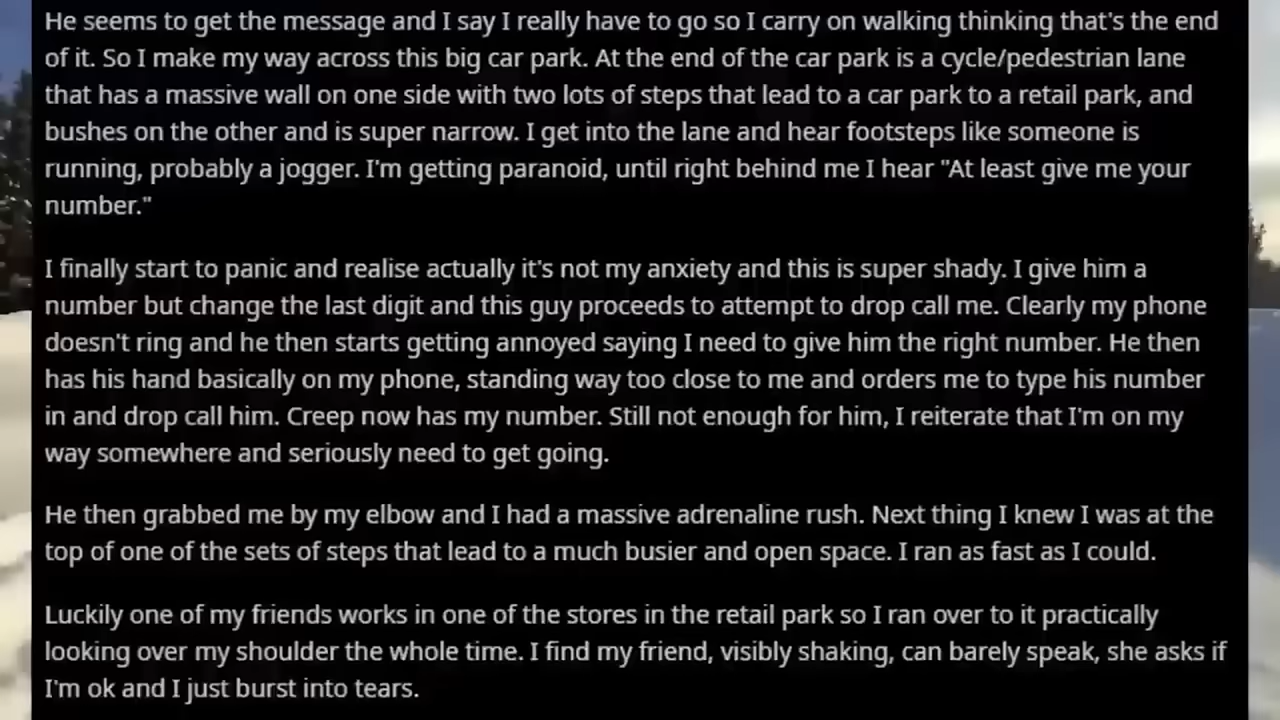 He seems to get the message and I say I really have to go so I carry on walking thinking that's the end
of it. So I make my way across this big car park. At the end of the car park is a cycle/pedestrian lane
that has a massive wall on one side with two lots of steps that lead to a car park to a retail park, and
bushes on the other and is super narrow. I get into the lane and hear footsteps like someone is
running, probably a jogger. I'm getting paranoid, until right behind me I hear "At least give me your
number."
I finally start to panic and realise actually it's not my anxiety and this is super shady. I give him a
number but change the last digit and this guy proceeds to attempt to drop call me. Clearly my phone
doesn't ring and he then starts getting annoyed saying I need to give him the right number. He then
has his hand basically on my phone, standing way too close to me and orders me to type his number
in and drop call him. Creep now has my number. Still not enough for him, I reiterate that I'm on my
way somewhere and seriously need to get going.
He then grabbed me by my elbow and I had a massive adrenaline rush. Next thing I knew I was at the
top of one of the sets of steps that lead to a much busier and open space. I ran as fast as I could.
Luckily one of my friends works in one of the stores in the retail park so I ran over to it practically
looking over my shoulder the whole time. I find my friend, visibly shaking, can barely speak, she asks if
I'm ok and I just burst into tears.